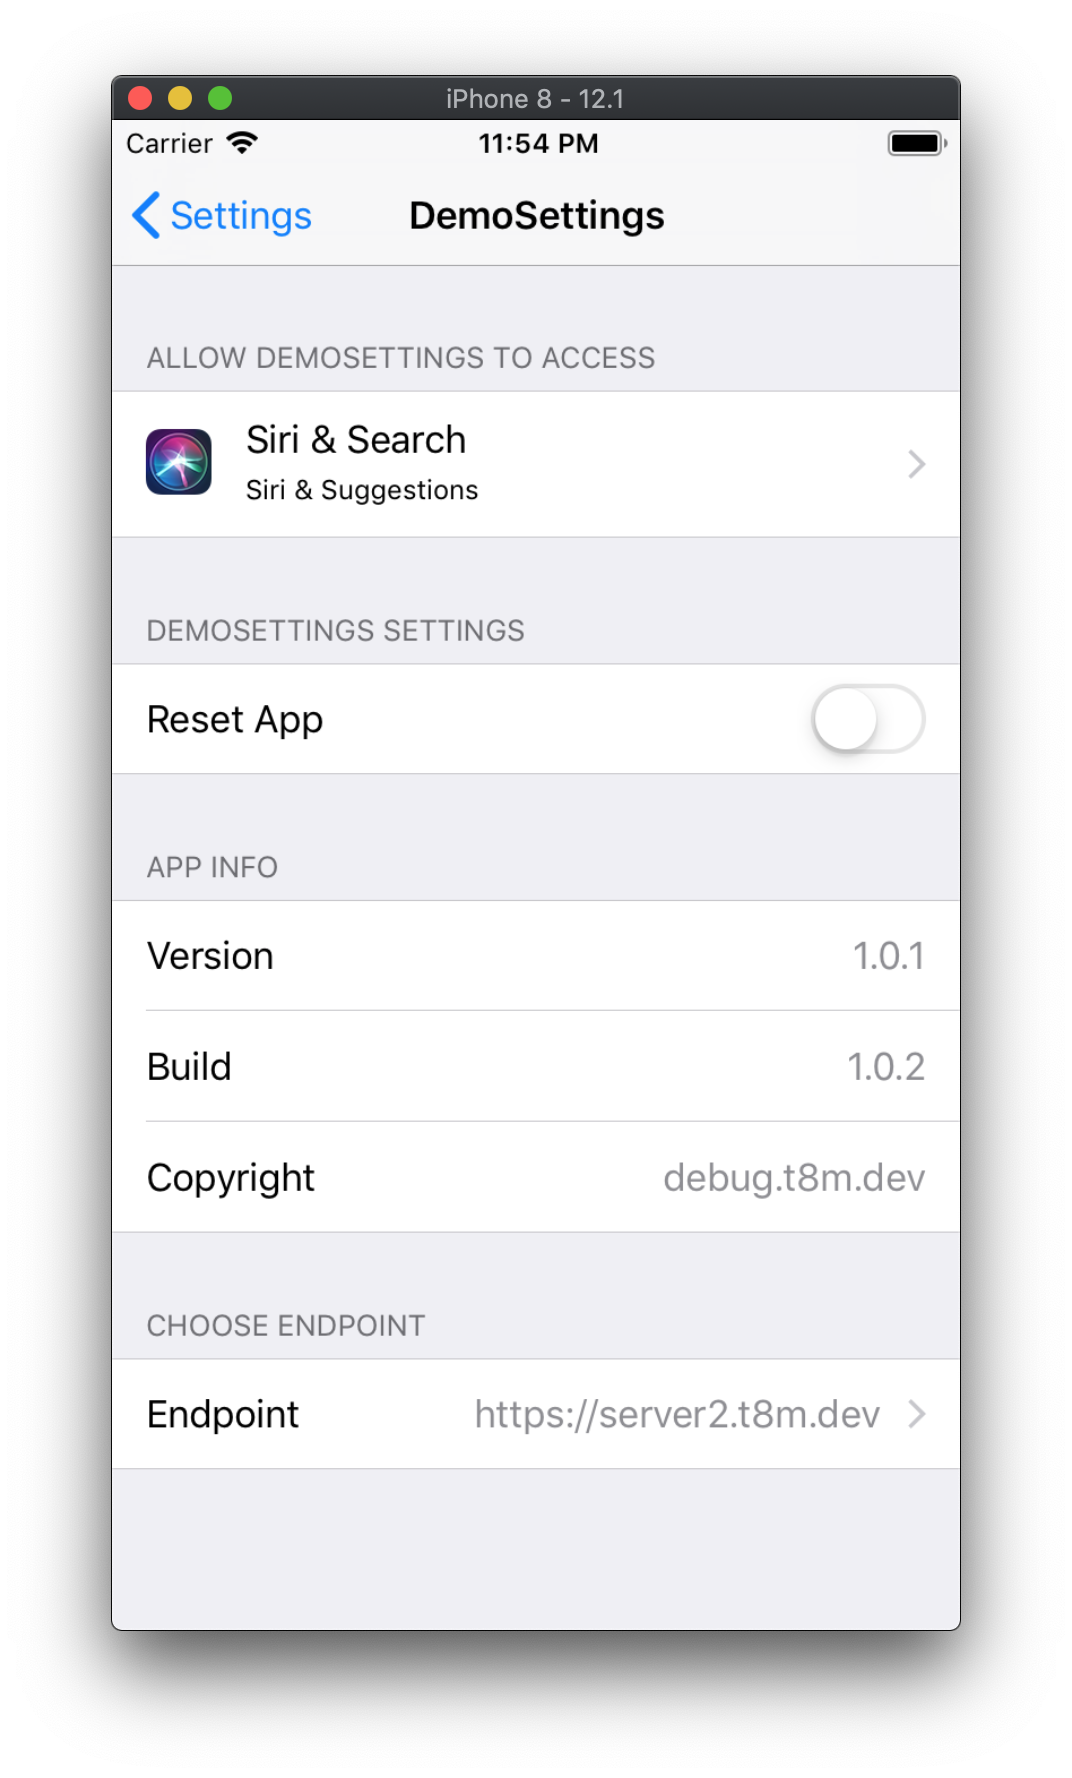 iPhone 8 - 12.1
Carrier 11:54 PM
Settings DemoSettings
ALLOW DEMOSETTINGS TO ACCESS
Siri & Search
Siri & Suggestions
DEMOSETTINGS SETTINGS
Reset App
APP INFO
Version 1.0.1
Build 1.0.2
Copyright debug.t8m.dev
CHOOSE ENDPOINT
Endpoint https://server2.t8m.dev